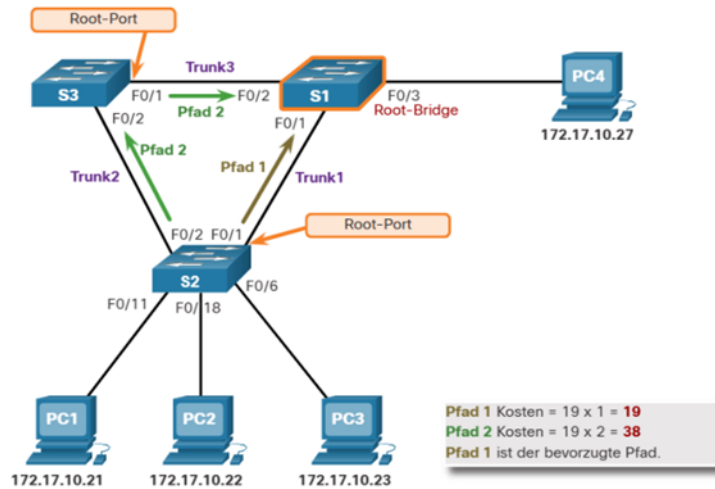 Root-Port
Trunk3
S3
S1
PC4
F0/1
F0/2
F0/3
Pfad 2
Root-Bridge
F0/2
F0/1
172.17.10.27
Pfad 2
Pfad 1
Trunk2
Trunk1
Root-Port
F0/2
F0/1
S2
F0/6
F0/11
F0/18
PC1
PC2
PC3
172.17.10.21
172.17.10.22
172.17.10.23
Pfad 1 Kosten = 19 x 1 = 19
Pfad 2 Kosten = 19 x 2 = 38
Pfad 1 ist der bevorzugte Pfad.